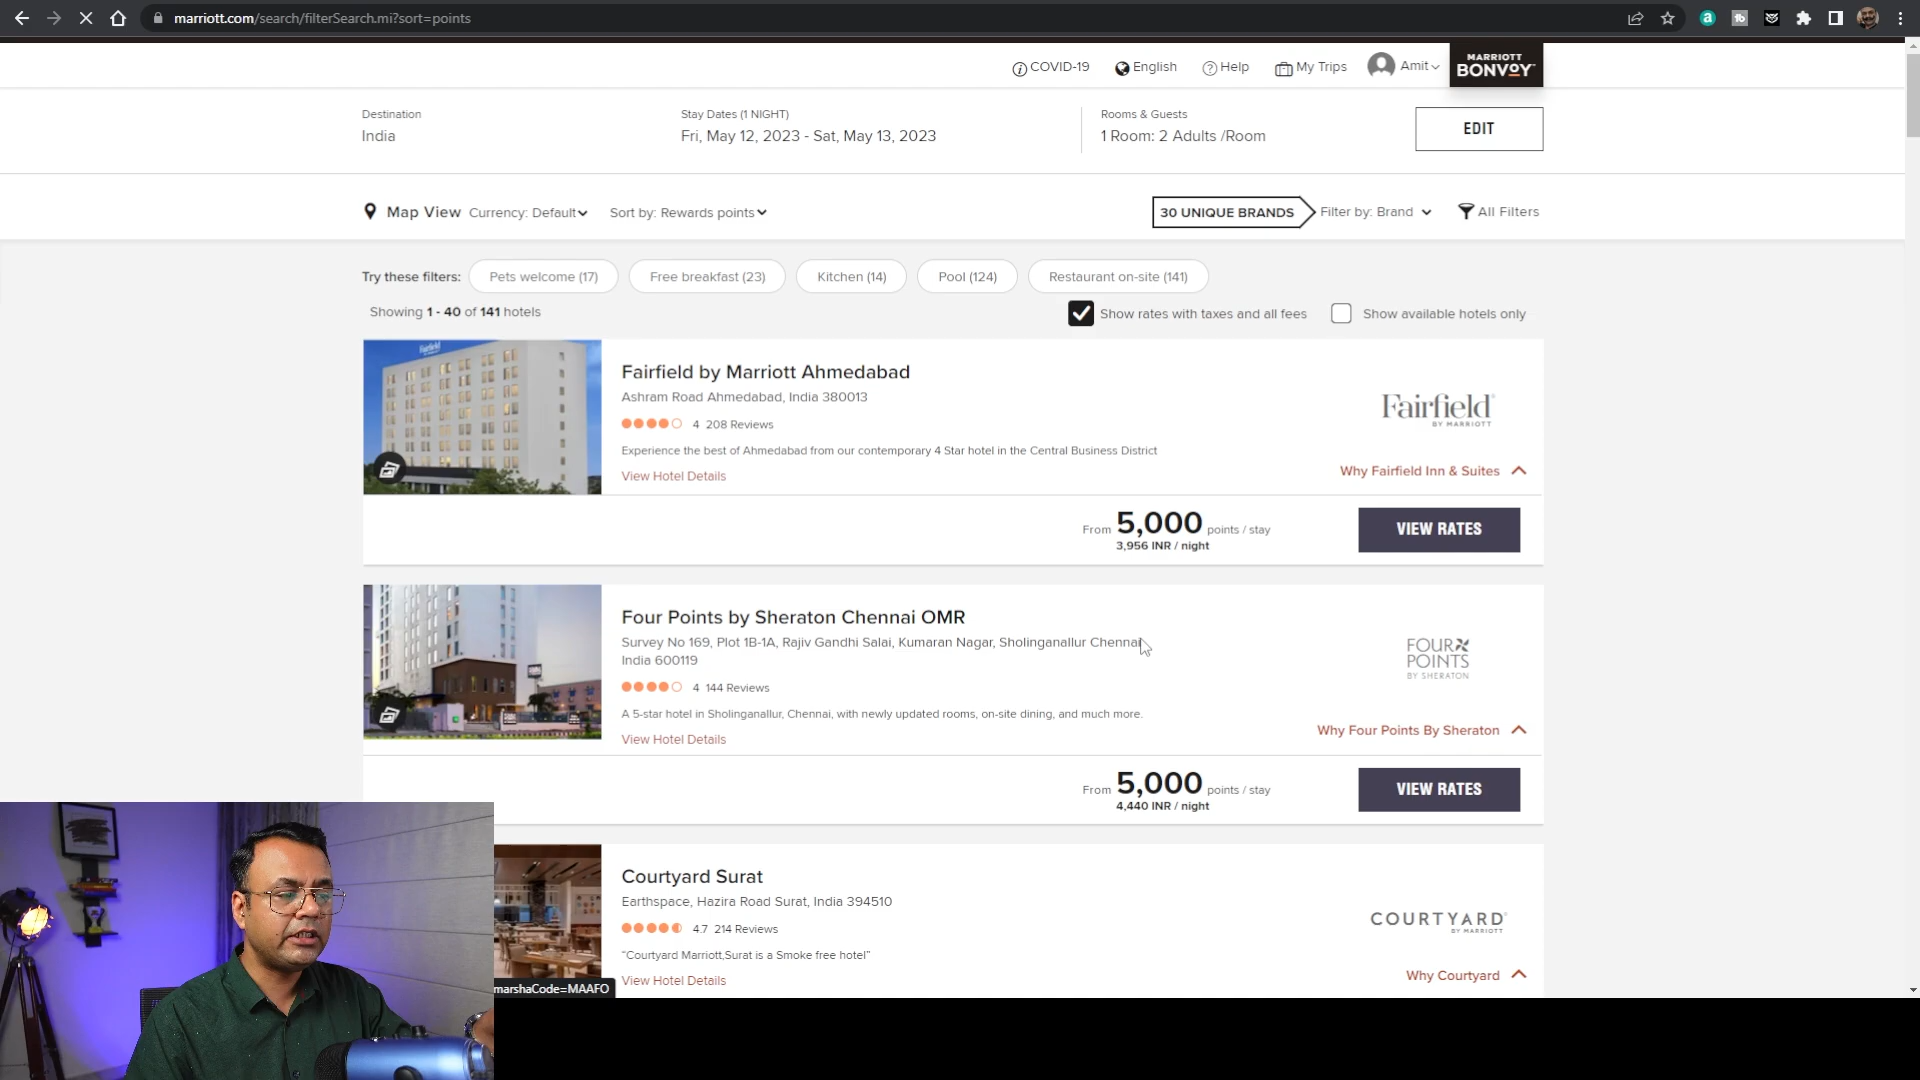 marriott.com/search/filterSearch.mi?sort=points
COVID-19
English
Help
My Trips
Amit
MARRIOTT
BONVOY
Destination
India
Stay Dates (1 NIGHT)
Fri, May 12, 2023 - Sat, May 13, 2023
Rooms & Guests
1 Room: 2 Adults /Room
EDIT
Map View
Currency: Default
Sort by: Rewards points
30 UNIQUE BRANDS
Filter by: Brand
All Filters
Try these filters:
Pets welcome (17)
Free breakfast (23)
Kitchen (14)
Pool (124)
Restaurant on-site (141)
Showing 1 - 40 of 141 hotels
Show rates with taxes and all fees
Show available hotels only
Fairfield by Marriott Ahmedabad
Ashram Road Ahmedabad, India 380013
4 208 Reviews
Experience the best of Ahmedabad from our contemporary 4 Star hotel in the Central Business District
View Hotel Details
Fairfield
BY MARRIOTT
Why Fairfield Inn & Suites
From 5,000 points / stay
3,956 INR / night
VIEW RATES
Four Points by Sheraton Chennai OMR
Survey No 169, Plot 1B-1A, Rajiv Gandhi Salai, Kumaran Nagar, Sholinganallur Chennai,
India 600119
4 144 Reviews
A 5-star hotel in Sholinganallur, Chennai, with newly updated rooms, on-site dining, and much more.
View Hotel Details
FOUR
POINTS
BY SHERATON
Why Four Points By Sheraton
From 5,000 points / stay
4,440 INR / night
VIEW RATES
Courtyard Surat
Earthspace, Hazira Road Surat, India 394510
4.7 214 Reviews
“Courtyard Marriott,Surat is a Smoke free hotel”
View Hotel Details
COURTYARD
BY MARRIOTT
Why Courtyard
marshaCode=MAAFO